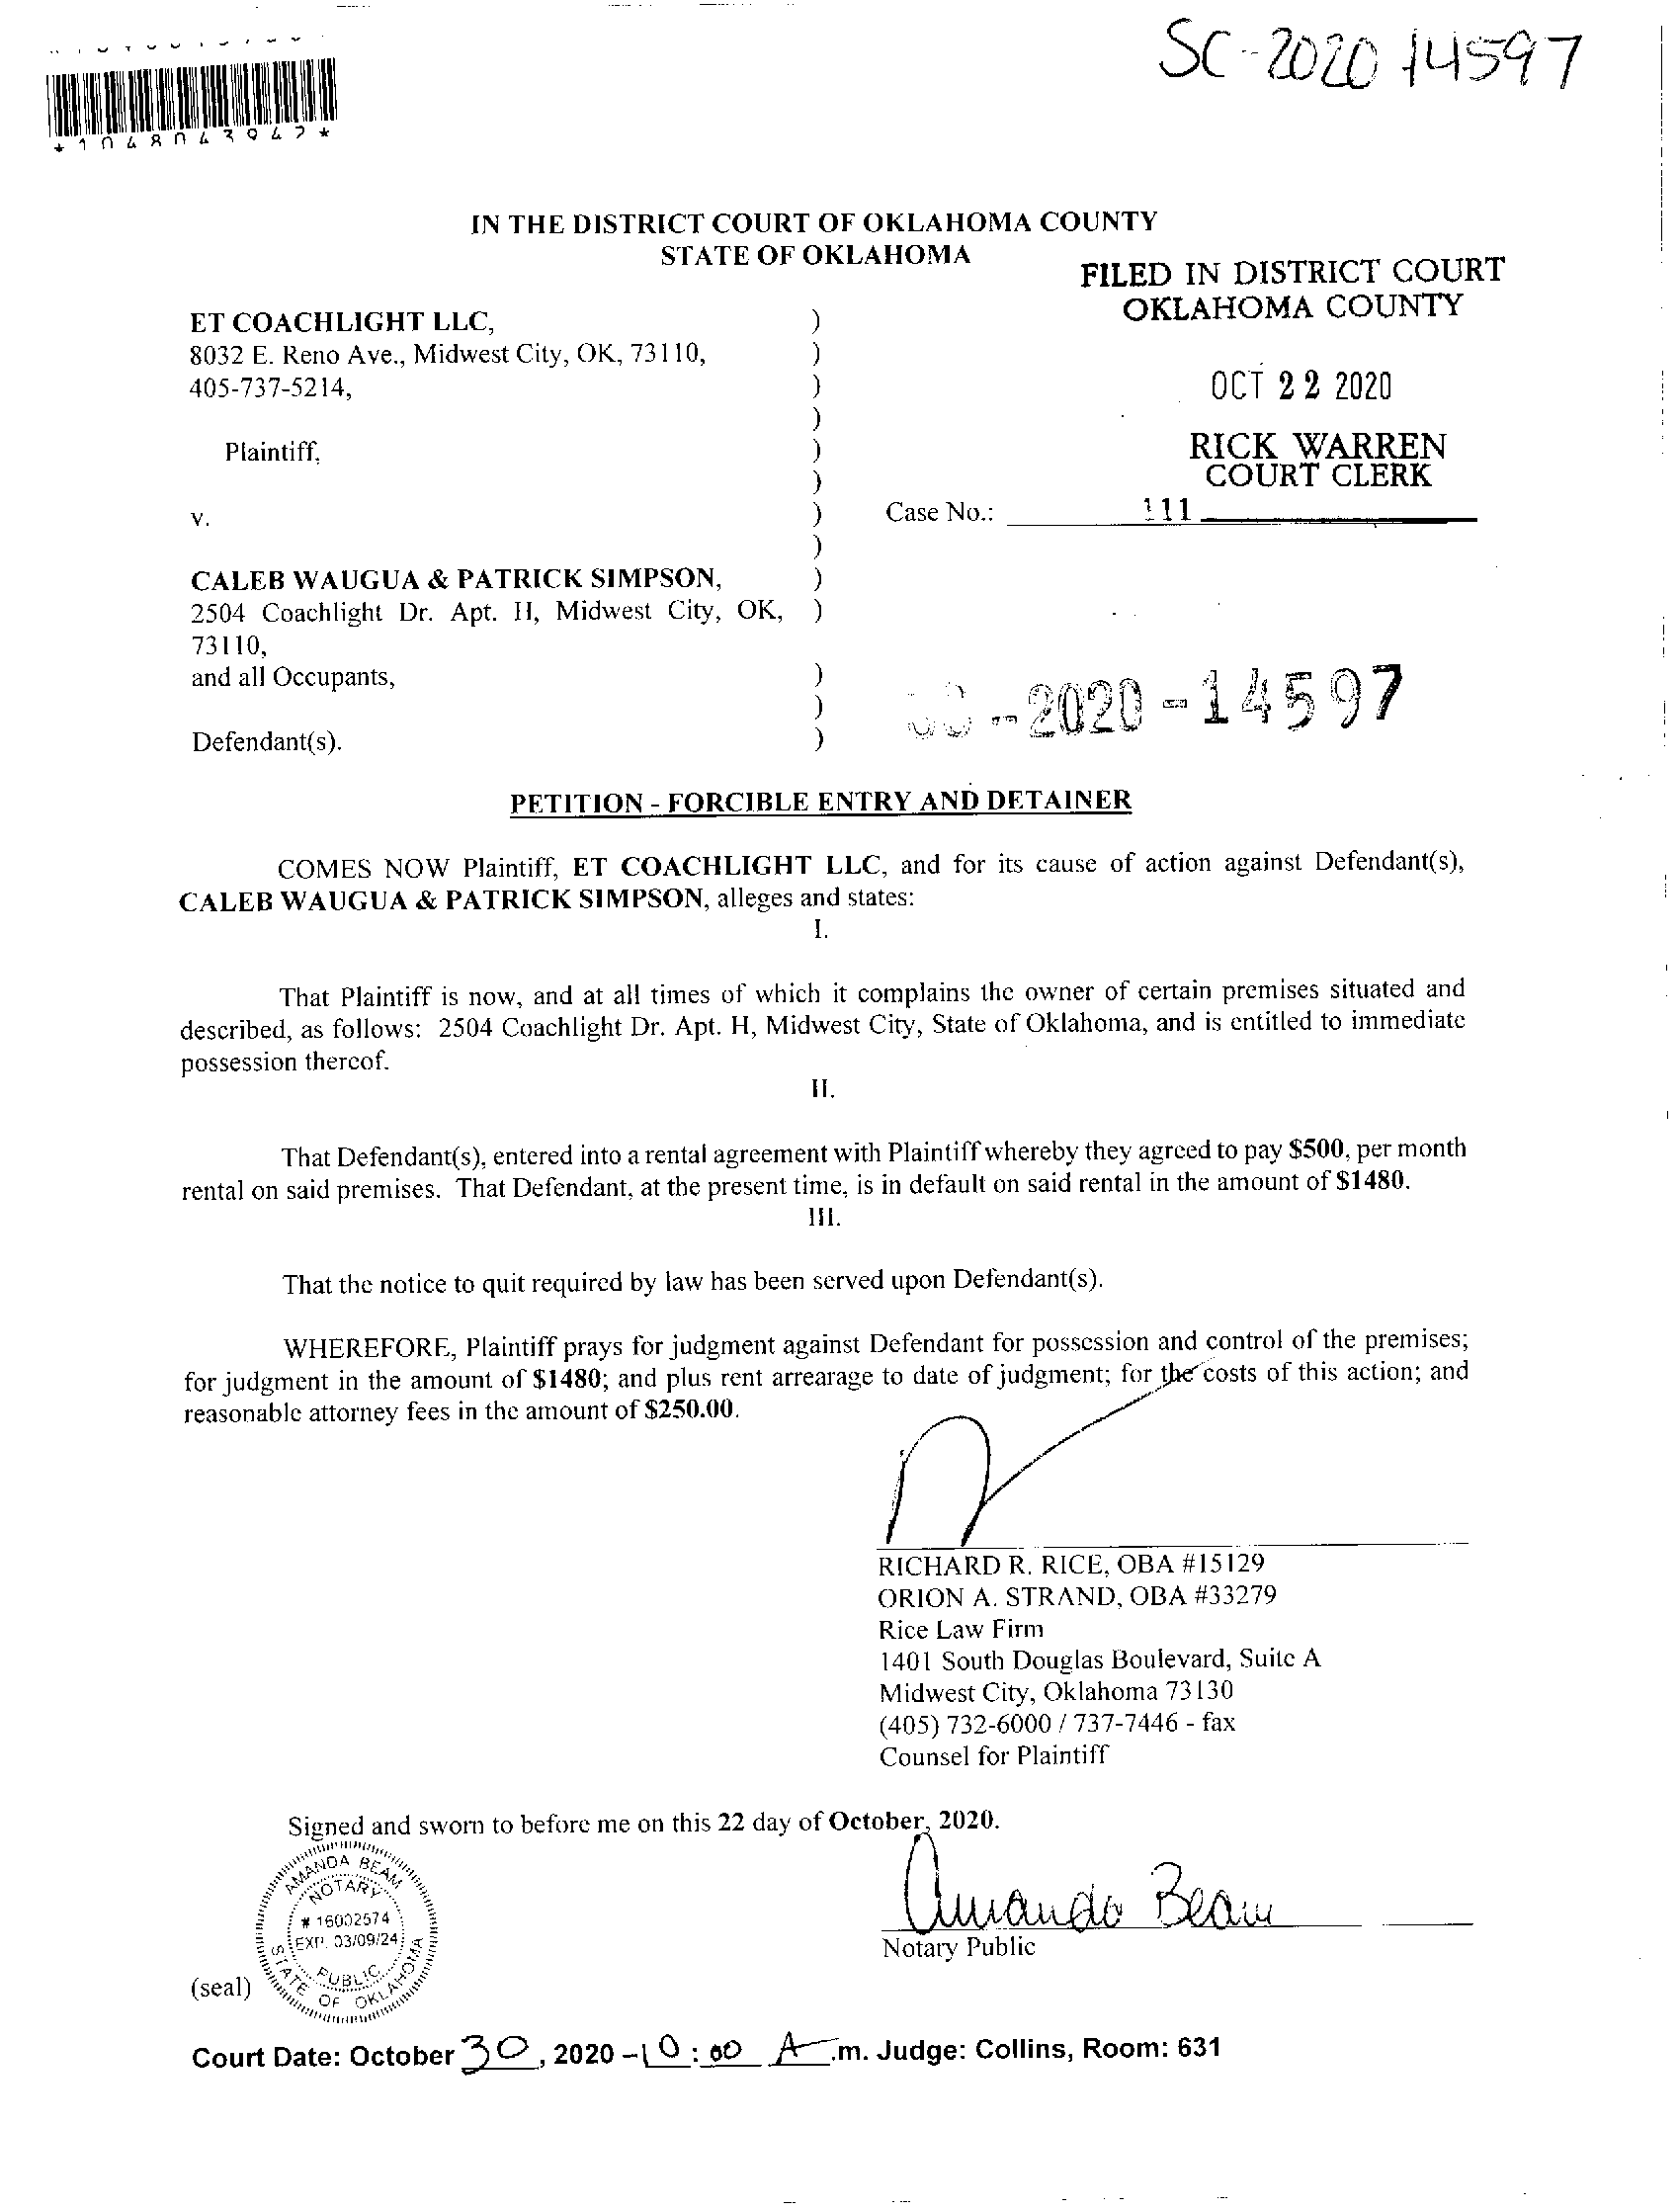 SC-2020 14597
*1048043942*
IN THE DISTRICT COURT OF OKLAHOMA COUNTY
STATE OF OKLAHOMA
FILED IN DISTRICT COURT
OKLAHOMA COUNTY
ET COACHLIGHT LLC, )
8032 E. Reno Ave., Midwest City, OK, 73110, )
405-737-5214, )
OCT 22 2020
)
Plaintiff, )
RICK WARREN
COURT CLERK
)
v. ) Case No.: 111
)
CALEB WAUGUA & PATRICK SIMPSON, )
2504 Coachlight Dr. Apt. H, Midwest City, OK, )
73110,
and all Occupants, )
) -2020-14597
Defendant(s). )
PETITION - FORCIBLE ENTRY AND DETAINER
COMES NOW Plaintiff, ET COACHLIGHT LLC, and for its cause of action against Defendant(s),
CALEB WAUGUA & PATRICK SIMPSON, alleges and states:
I.
That Plaintiff is now, and at all times of which it complains the owner of certain premises situated and
described, as follows: 2504 Coachlight Dr. Apt. H, Midwest City, State of Oklahoma, and is entitled to immediate
possession thereof.
II.
That Defendant(s), entered into a rental agreement with Plaintiff whereby they agreed to pay $500, per month
rental on said premises. That Defendant, at the present time, is in default on said rental in the amount of $1480.
III.
That the notice to quit required by law has been served upon Defendant(s).
WHEREFORE, Plaintiff prays for judgment against Defendant for possession and control of the premises;
for judgment in the amount of $1480; and plus rent arrearage to date of judgment; for the costs of this action; and
reasonable attorney fees in the amount of $250.00.
RICHARD R. RICE, OBA #15129
ORION A. STRAND, OBA #33279
Rice Law Firm
1401 South Douglas Boulevard, Suite A
Midwest City, Oklahoma 73130
(405) 732-6000 / 737-7446 - fax
Counsel for Plaintiff
Signed and sworn to before me on this 22 day of October, 2020.
AMANDA BEAM
NOTARY
# 16002574
EXP. 03/09/24
PUBLIC
STATE OF OKLAHOMA
Amanda Beam
Notary Public
(seal)
Court Date: October 30, 2020 - 10:00 A.m. Judge: Collins, Room: 631